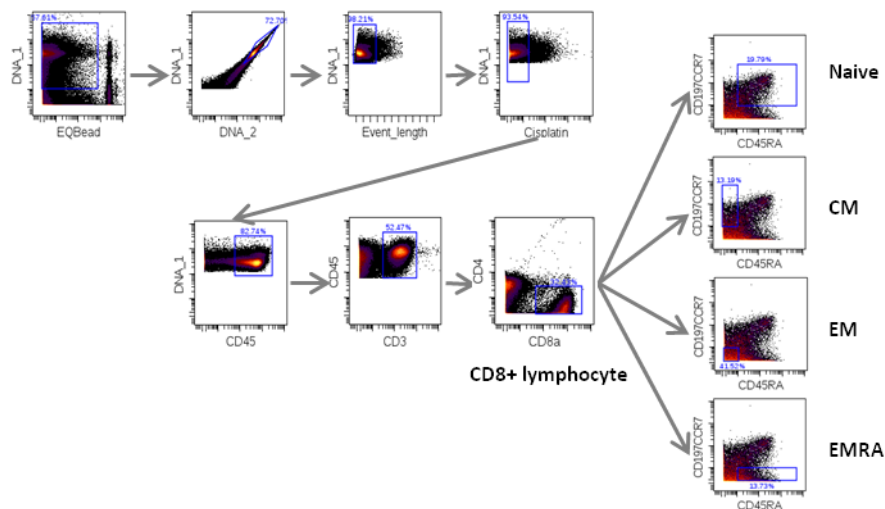 57.61%
DNA_1
EQBead
72.70%
DNA_1
DNA_2
98.21%
DNA_1
Event_length
93.54%
DNA_1
Cisplatin
82.74%
DNA_1
CD45
52.47%
CD45
CD3
CD4
CD8a
CD8+ lymphocyte
19.79%
CD197CCR7
CD45RA
Naive
13.19%
CD197CCR7
CD45RA
CM
CD197CCR7
41.52%
CD45RA
EM
CD197CCR7
13.73%
CD45RA
EMRA